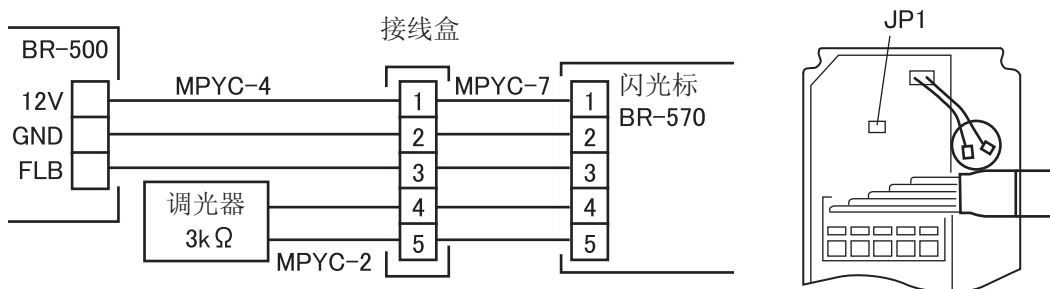 BR-500
12V
GND
FLB
MPYC-4
接线盒
1
2
3
4
5
MPYC-7
1
2
3
4
5
闪光标
BR-570
调光器
3kΩ
MPYC-2
JP1